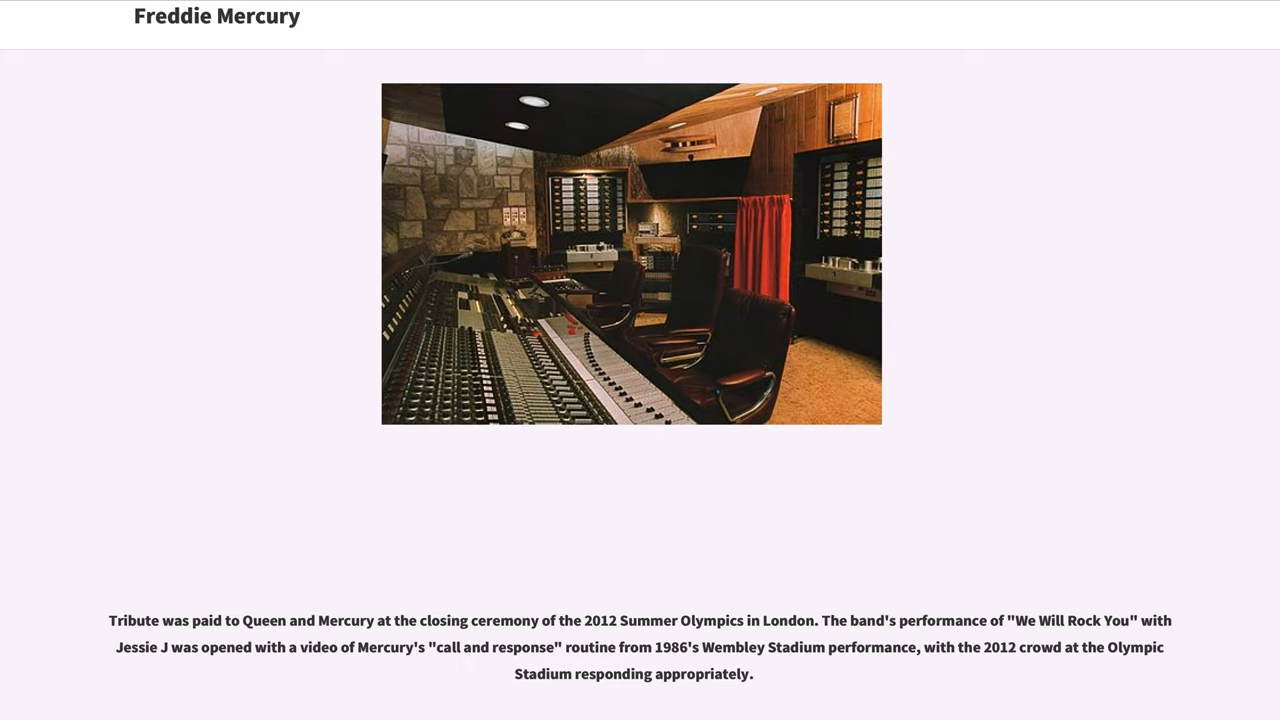 Freddie Mercury
Tribute was paid to Queen and Mercury at the closing ceremony of the 2012 Summer Olympics in London. The band's performance of "We Will Rock You" with
Jessie J was opened with a video of Mercury's "call and response" routine from 1986's Wembley Stadium performance, with the 2012 crowd at the Olympic
Stadium responding appropriately.